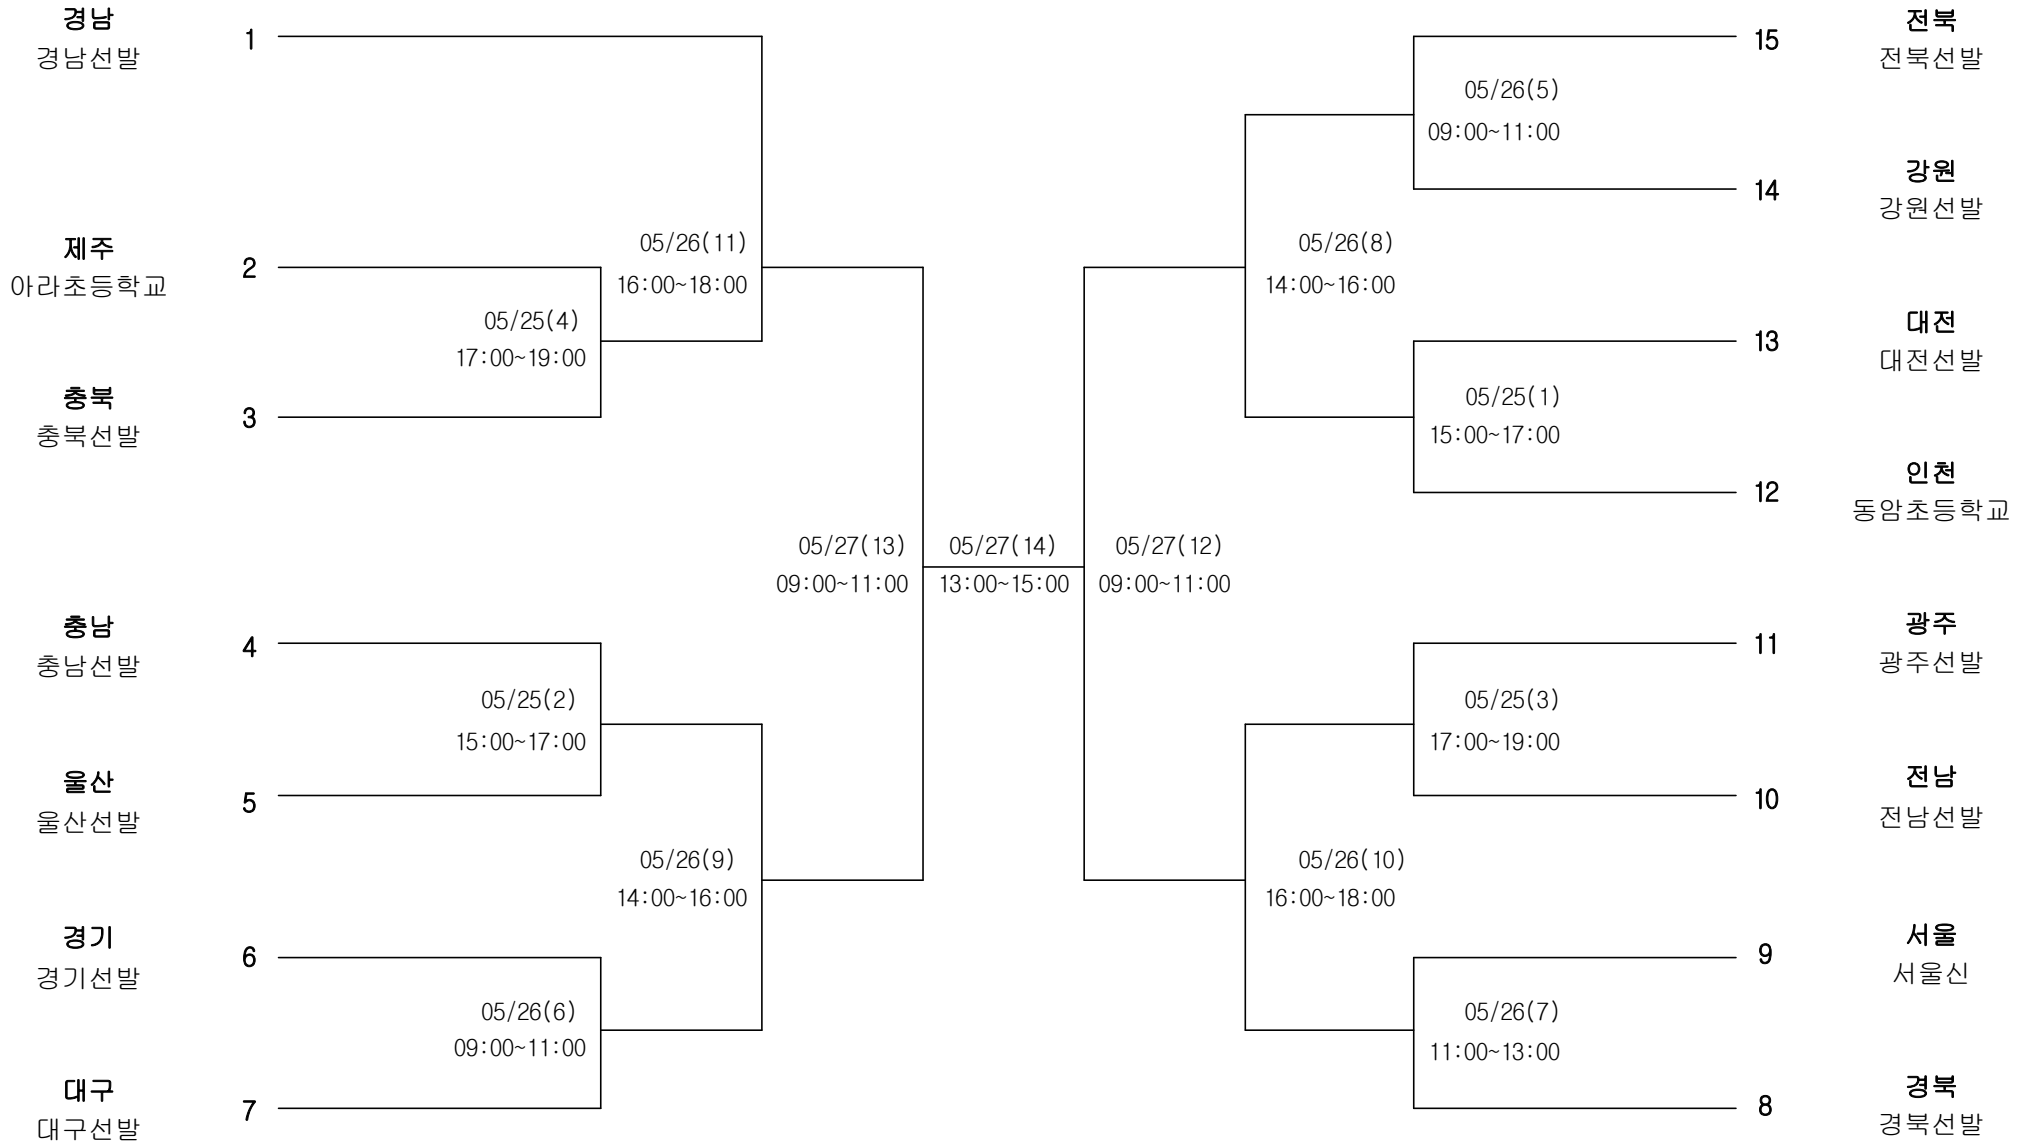 경남
경남선발
1
제주
아라초등학교
2
05/26(11)
16:00~18:00
05/25(4)
17:00~19:00
충북
충북선발
3
05/27(13)
09:00~11:00
충남
충남선발
4
05/25(2)
15:00~17:00
울산
울산선발
5
05/26(9)
14:00~16:00
경기
경기선발
6
05/26(6)
09:00~11:00
대구
대구선발
7
05/27(14)
13:00~15:00
전북
전북선발
15
05/26(5)
09:00~11:00
강원
강원선발
14
05/26(8)
14:00~16:00
대전
대전선발
13
05/25(1)
15:00~17:00
인천
동암초등학교
12
05/27(12)
09:00~11:00
광주
광주선발
11
05/25(3)
17:00~19:00
전남
전남선발
10
05/26(10)
16:00~18:00
서울
서울신
9
05/26(7)
11:00~13:00
경북
경북선발
8